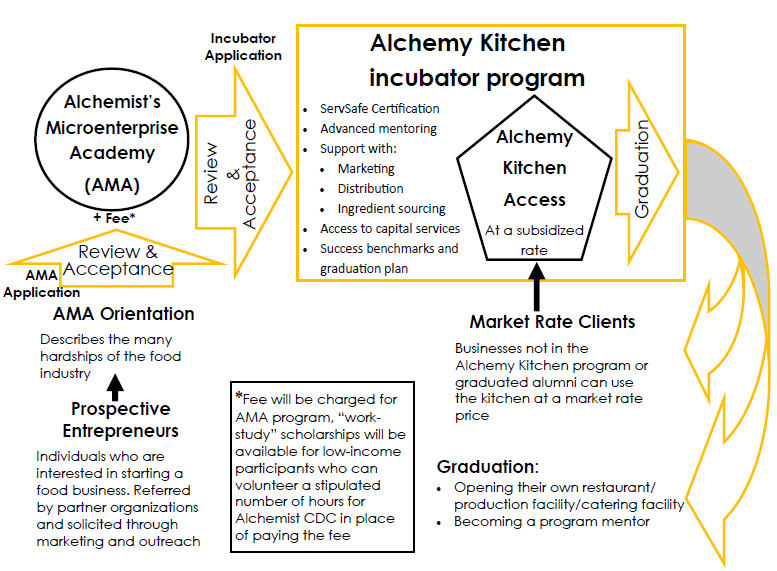 Incubator
Application
Alchemy Kitchen
incubator program
Alchemist's
Microenterprise
Academy
(AMA)
+ Fee*
Review
&
Acceptance
• ServSafe Certification
• Advanced mentoring
• Support with:
• Marketing
• Distribution
• Ingredient sourcing
• Access to capital services
• Success benchmarks and
graduation plan
Alchemy
Kitchen
Access
At a subsidized
rate
Graduation
Review &
Acceptance
AMA
Application
AMA Orientation
Describes the many
hardships of the food
industry
Prospective
Entrepreneurs
Individuals who are
interested in starting a
food business. Referred
by partner organizations
and solicited through
marketing and outreach
*Fee will be charged for
AMA program, “work-
study” scholarships will be
available for low-income
participants who can
volunteer a stipulated
number of hours for
Alchemist CDC in place
of paying the fee
Market Rate Clients
Businesses not in the
Alchemy Kitchen program or
graduated alumni can use
the kitchen at a market rate
price
Graduation:
• Opening their own restaurant/
production facility/catering facility
• Becoming a program mentor